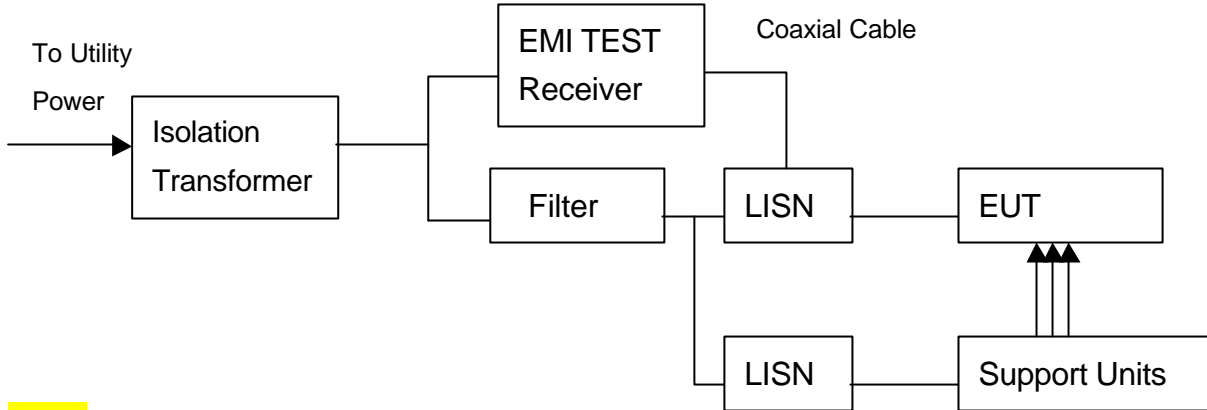 To Utility
Power
Isolation
Transformer
EMI TEST
Receiver
Coaxial Cable
Filter
LISN
EUT
LISN
Support Units